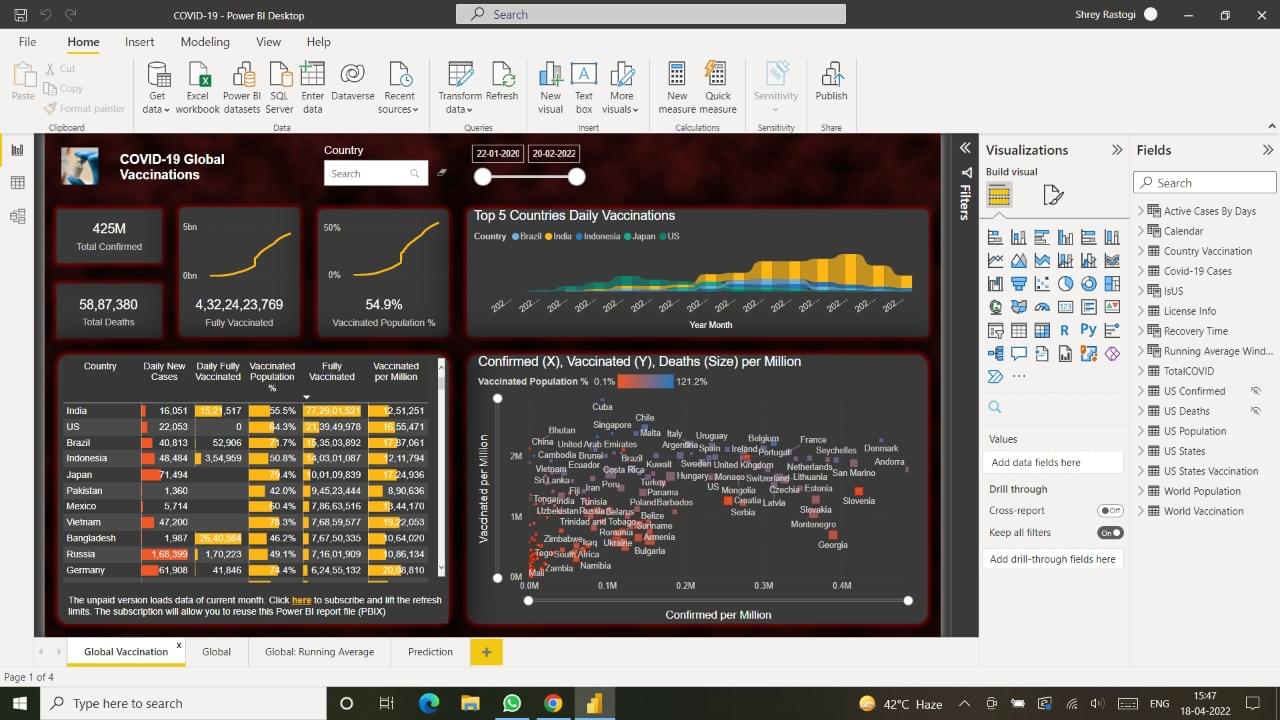 COVID-19 - Power BI Desktop
Search
Shrey Rastogi
File Home Insert Modeling View Help
Paste
Cut
Copy
Format painter
Clipboard
Get data
Excel workbook
Power BI datasets
SQL Server
Enter data
Dataverse
Recent sources
Data
Transform data
Refresh
Queries
New visual
Text box
More visuals
Insert
New measure
Quick measure
Calculations
Sensitivity
Sensitivity
Publish
Share
COVID-19 Global
Vaccinations
Country
Search
22-01-2020 20-02-2022
425M
Total Confirmed
58,87,380
Total Deaths
5bn
0bn
4,32,24,23,769
Fully Vaccinated
50%
0%
54.9%
Vaccinated Population %
Top 5 Countries Daily Vaccinations
Country Brazil India Indonesia Japan US
202... 202... 202... 202... 202... 202... 202... 202... 202... 202... 202... 202... 202... 202...
Year Month
Country Daily New Cases Daily Fully Vaccinated Vaccinated Population % Fully Vaccinated Vaccinated per Million
India 16,051 15,21,517 55.5% 77,29,01,521 12,51,251
US 22,053 0 64.3% 21,39,49,978 16,55,471
Brazil 40,813 52,906 71.7% 15,35,03,892 17,87,061
Indonesia 48,484 3,54,959 50.8% 14,03,01,087 12,11,794
Japan 71,494 79.4% 10,01,09,839 17,24,936
Pakistan 1,360 42.0% 9,45,23,444 8,90,636
Mexico 5,714 60.4% 7,86,63,516 13,44,170
Vietnam 47,200 78.3% 7,68,59,577 19,22,053
Bangladesh 1,987 26,40,584 46.2% 7,67,50,335 10,64,020
Russia 1,68,399 1,70,223 49.1% 7,16,01,909 10,86,134
Germany 61,908 41,846 74.4% 6,24,55,132 20,08,810
The unpaid version loads data of current month. Click here to subscribe and lift the refresh
limits. The subscription will allow you to reuse this Power BI report file (PBIX)
Confirmed (X), Vaccinated (Y), Deaths (Size) per Million
Vaccinated Population % 0.1% 121.2%
Vaccinated per Million
2M
1M
0M
Cuba
Chile
Bhutan Singapore Malta Italy Uruguay Belgium France
China United Arab Emirates Argentina Spain Ireland Portugal Seychelles Denmark
Cambodia Brunei Brazil Kuwait Sweden United Kingdom Netherlands San Marino Andorra
Vietnam Ecuador Costa Rica Hungary Monaco Switzerland Lithuania
Sri Lanka Iran Peru Turkey Panama US Mongolia Czechia Estonia
Fiji Tonga India Tunisia Poland Barbados Croatia Latvia Slovenia
Uzbekistan Russia Belarus Belize Serbia Slovakia
Trinidad and Tobago Suriname Montenegro
Zimbabwe Iraq Romania Ukraine Armenia Georgia
Togo South Africa Bulgaria
Mali Zambia Namibia
0.0M 0.1M 0.2M 0.3M 0.4M
Confirmed per Million
Filters
Visualizations
Build visual
R Py
Values
Add data fields here
Drill through
Cross-report Off
Keep all filters On
Add drill-through fields here
Fields
Search
Active Cases By Days
Calendar
Country Vaccination
Covid-19 Cases
IsUS
License Info
Recovery Time
Running Average Wind...
TotalCOVID
US Confirmed
US Deaths
US Population
US States
US States Vaccination
World Population
World Vaccination
Global Vaccination x Global Global: Running Average Prediction +
Page 1 of 4
Type here to search
42°C Haze
ENG
15:47
18-04-2022